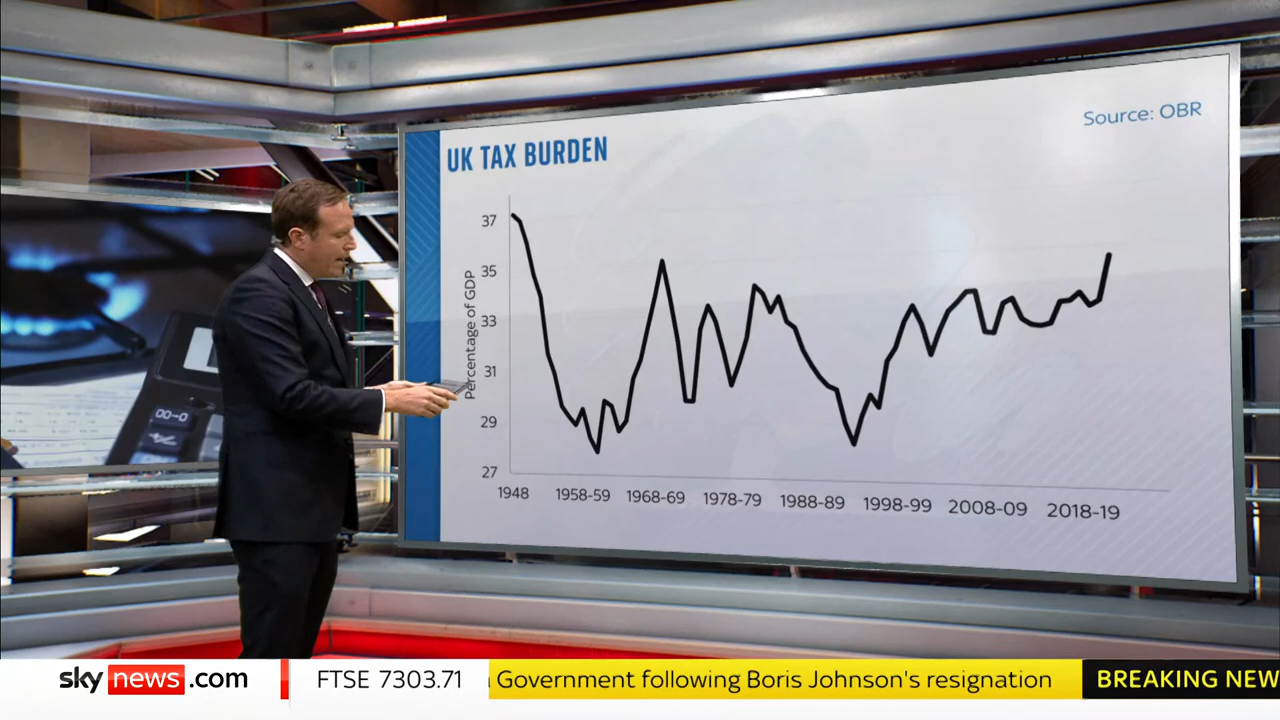 Source: OBR
UK TAX BURDEN
Percentage of GDP
37
35
33
31
29
27
1948 1958-59 1968-69 1978-79 1988-89 1998-99 2008-09 2018-19
00→0
sky news.com
FTSE 7303.71
Government following Boris Johnson's resignation
BREAKING NEW